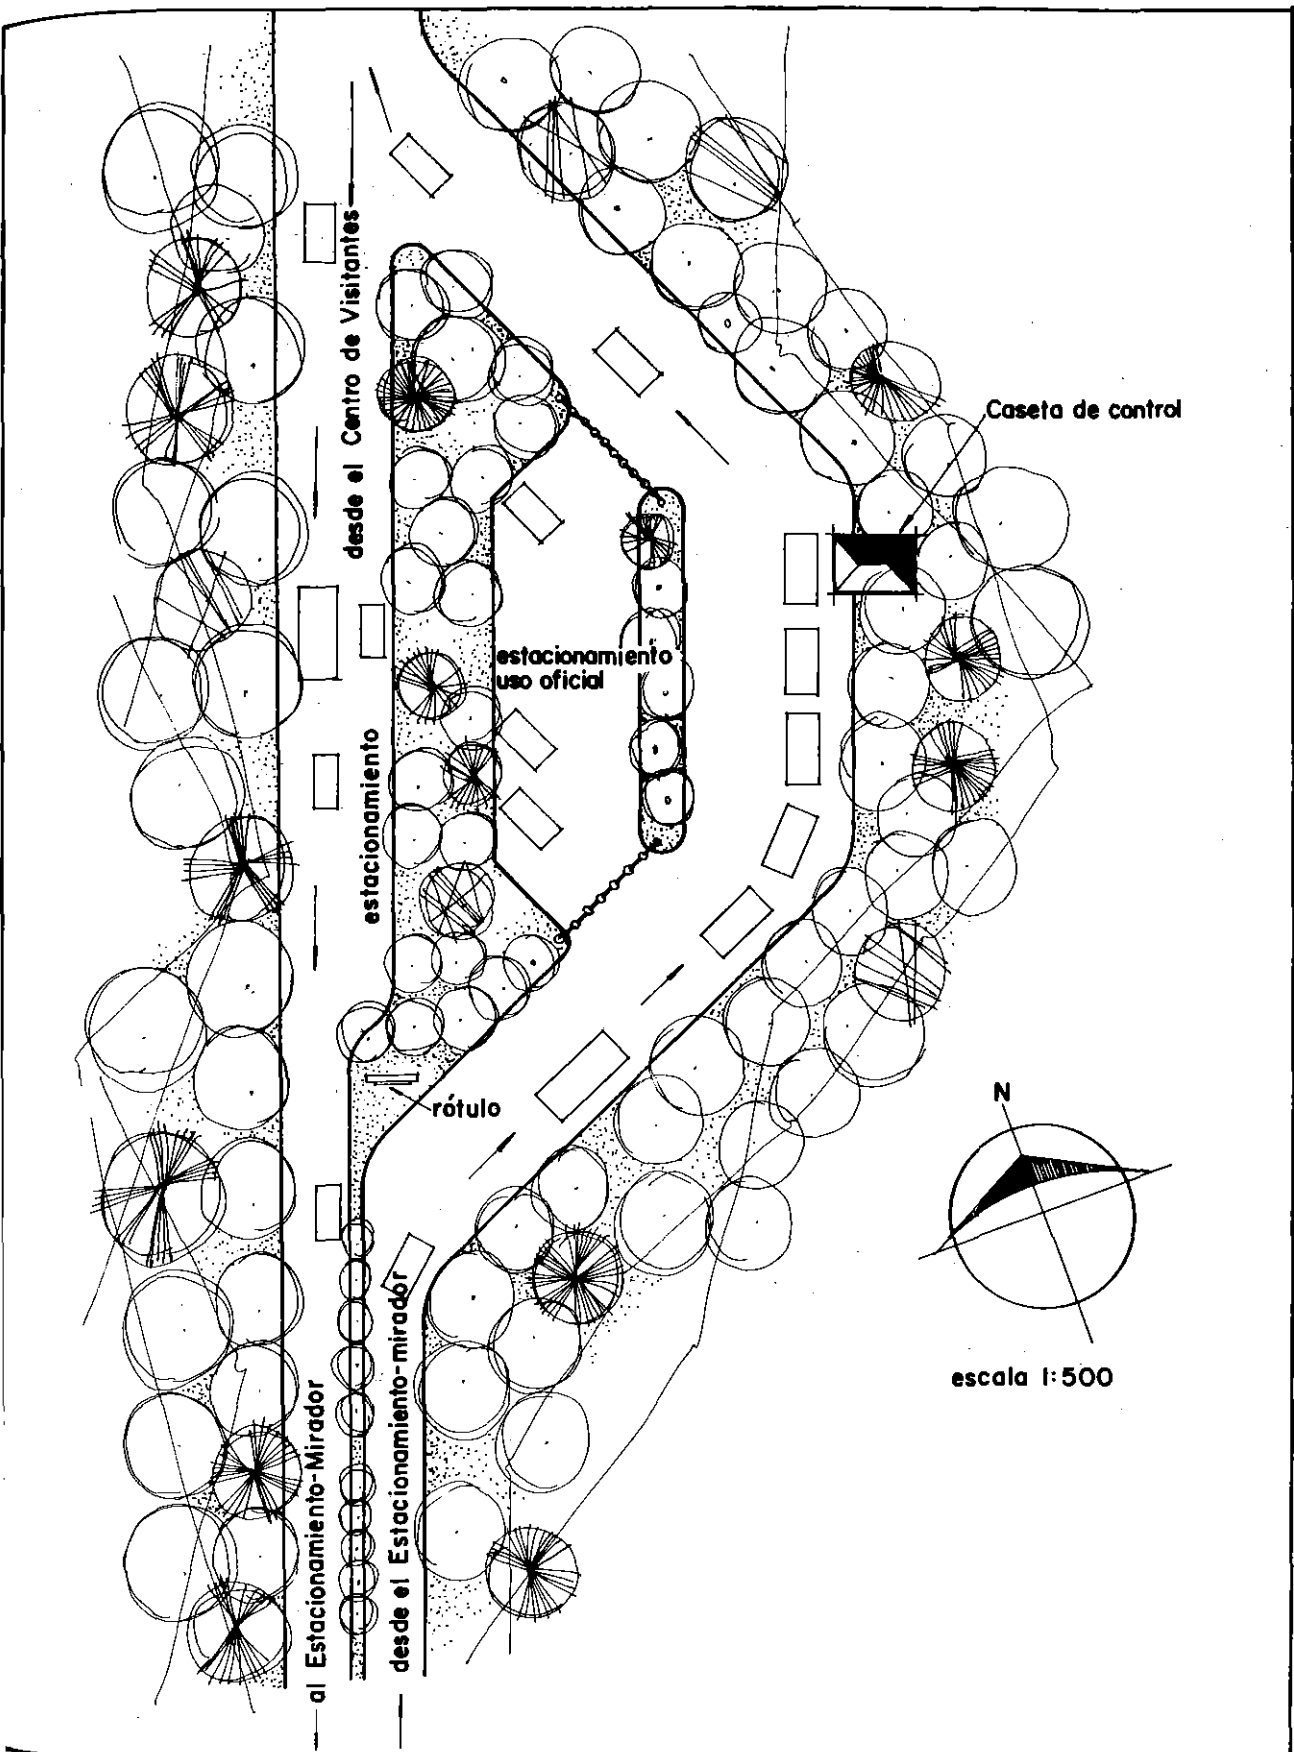 desde el Centro de Visitantes
Caseta de control
estacionamiento
uso oficial
estacionamiento
rótulo
N
escala 1:500
al Estacionamiento-Mirador
desde el Estacionamiento-mirador